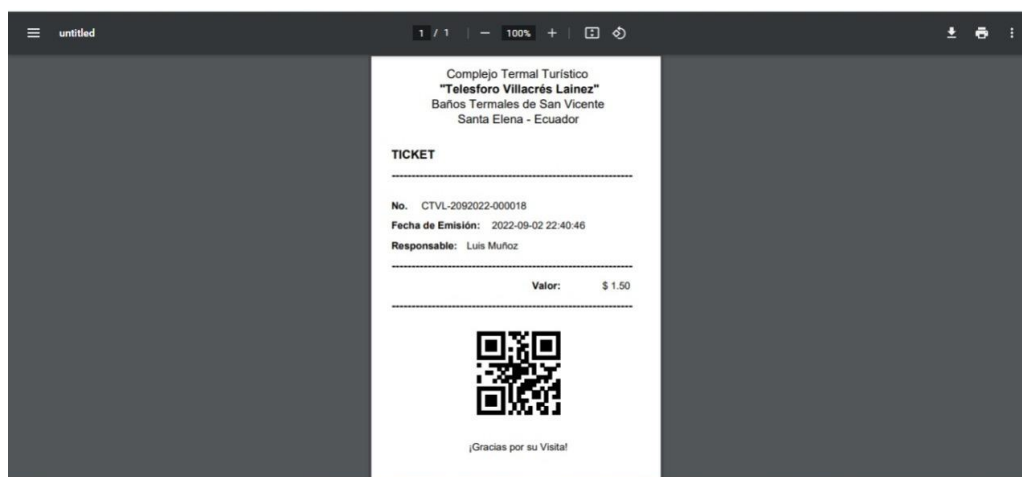 untitled
1 / 1 | − 100% + |
Complejo Termal Turístico
"Telesforo Villacrés Lainez"
Baños Termales de San Vicente
Santa Elena - Ecuador
TICKET
------------------------------------------------------------
No. CTVL-2092022-000018
Fecha de Emisión: 2022-09-02 22:40:46
Responsable: Luis Muñoz
------------------------------------------------------------
Valor: $ 1.50
------------------------------------------------------------
¡Gracias por su Visita!